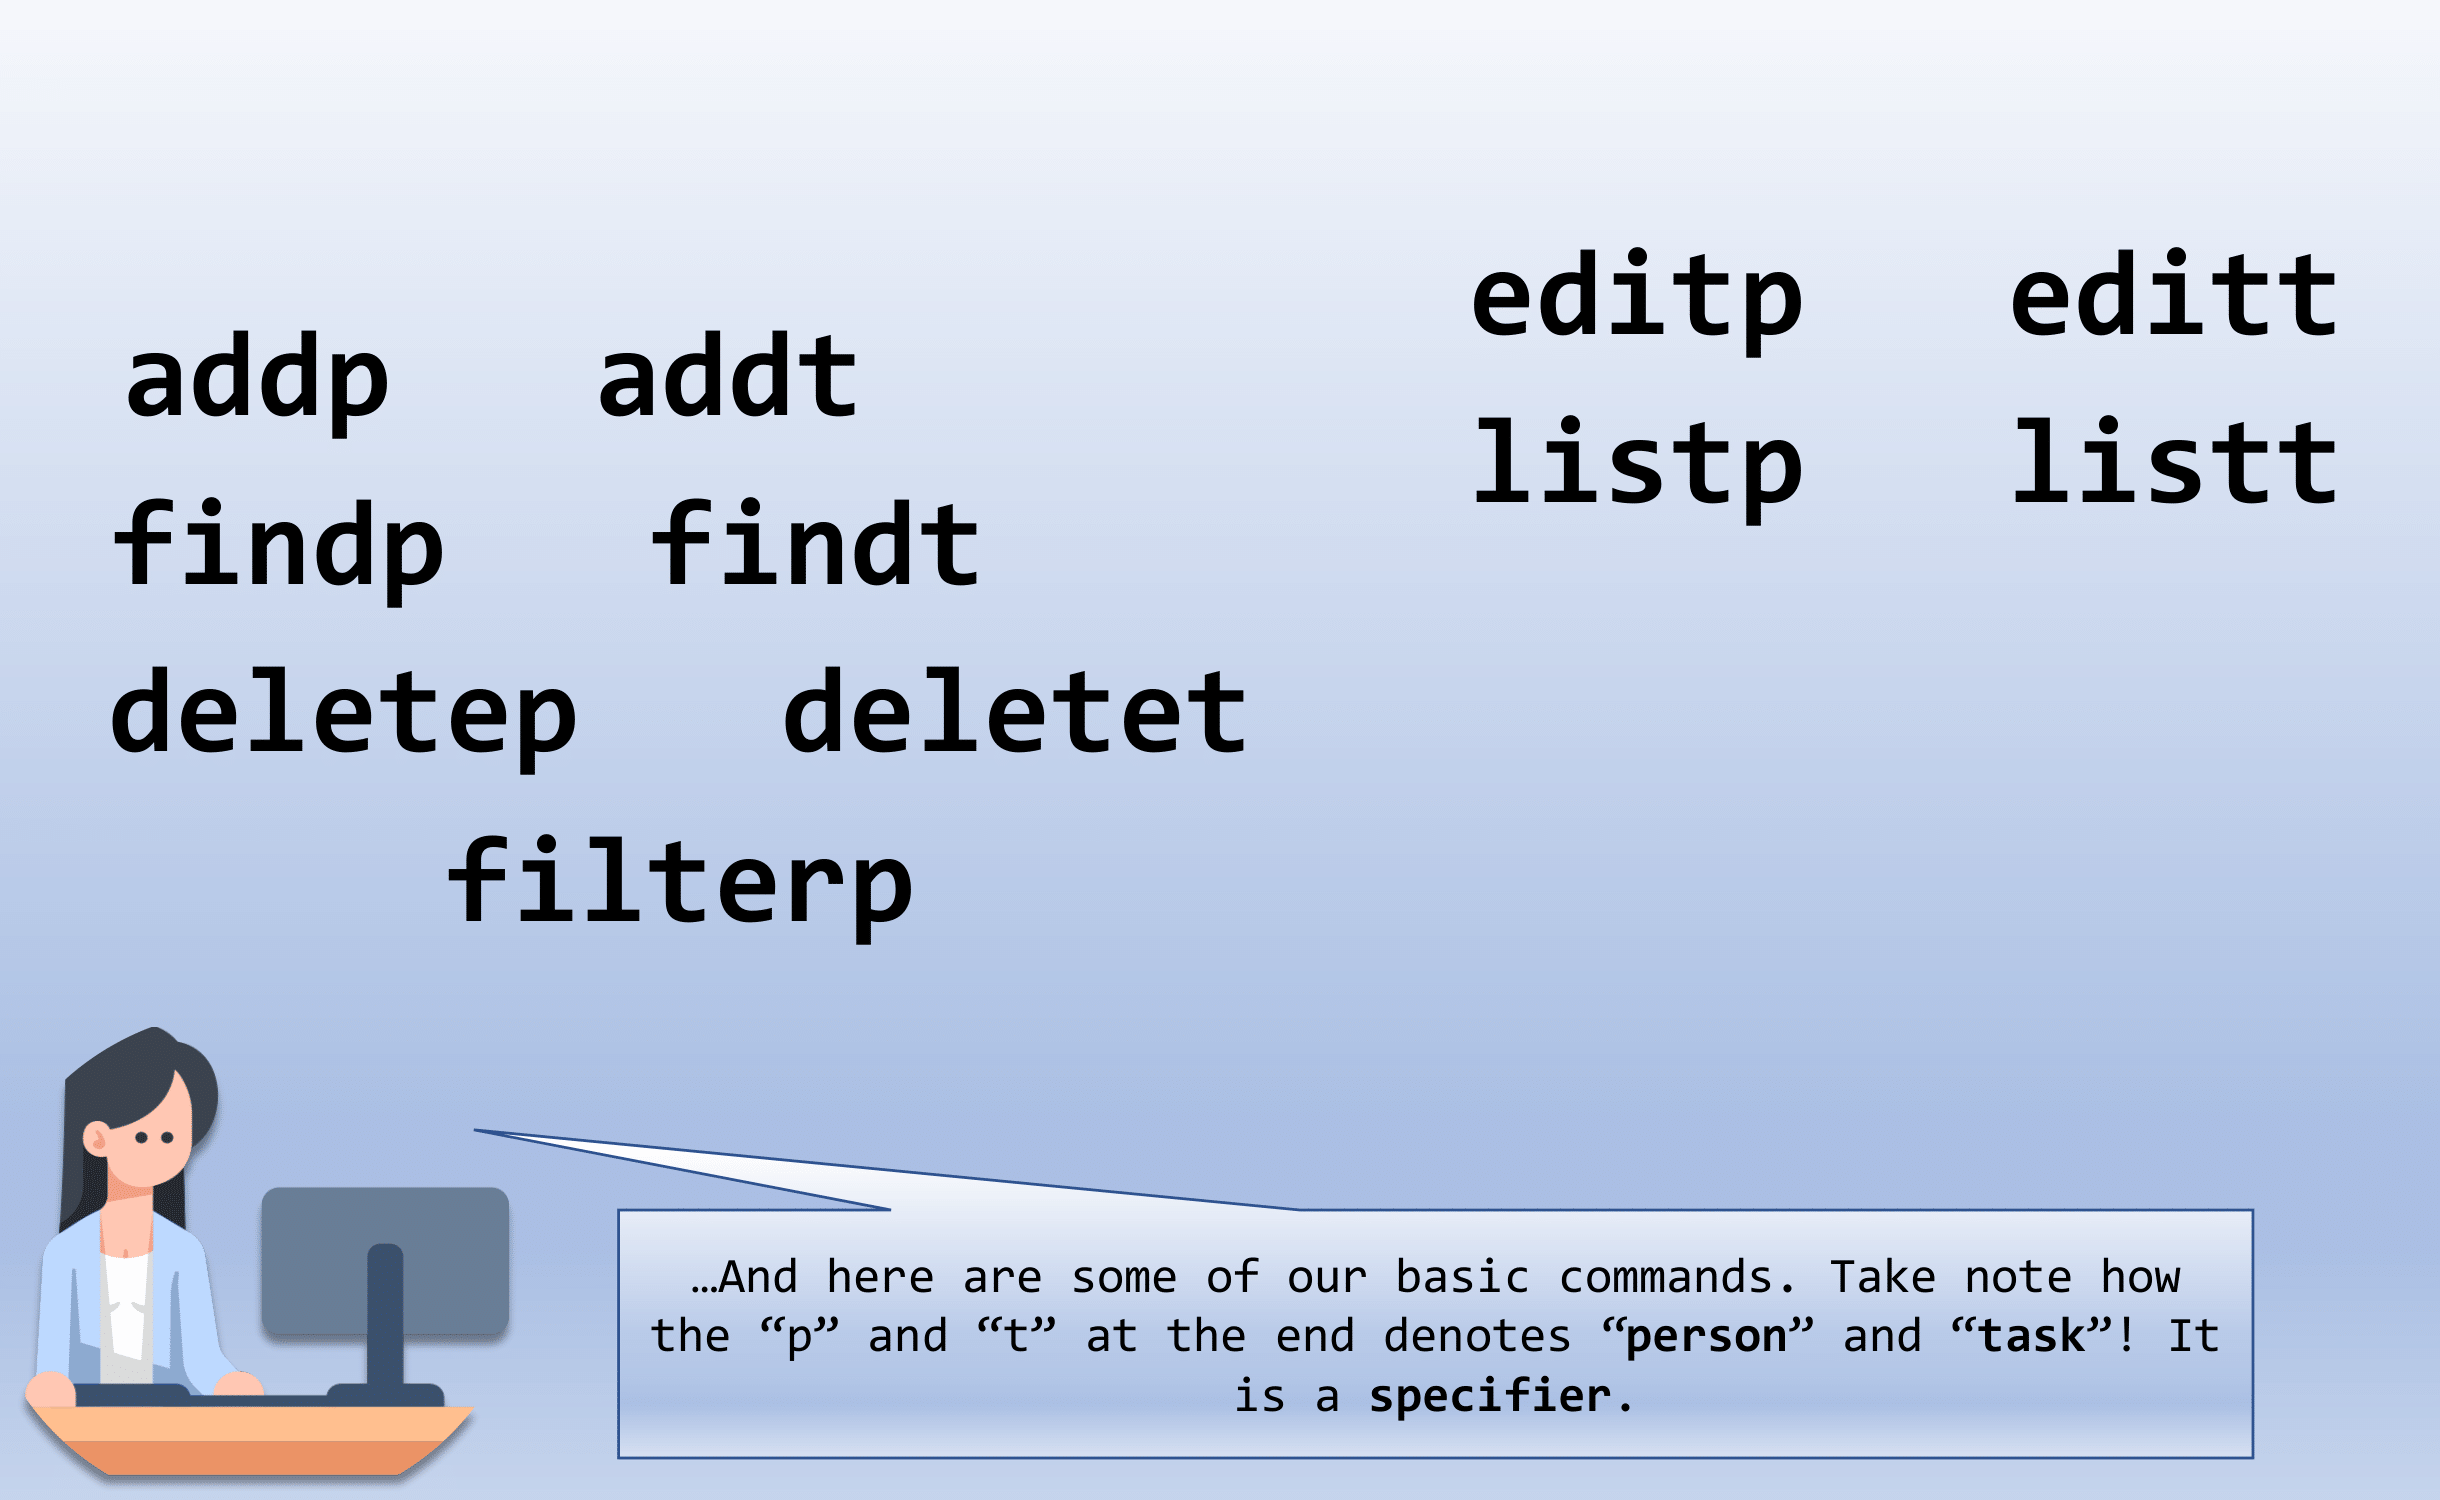 addp addt
findp findt
deletep deletet
filterp
editp editt
listp listt
…And here are some of our basic commands. Take note how
the “p” and “t” at the end denotes “person” and “task”! It
is a specifier.